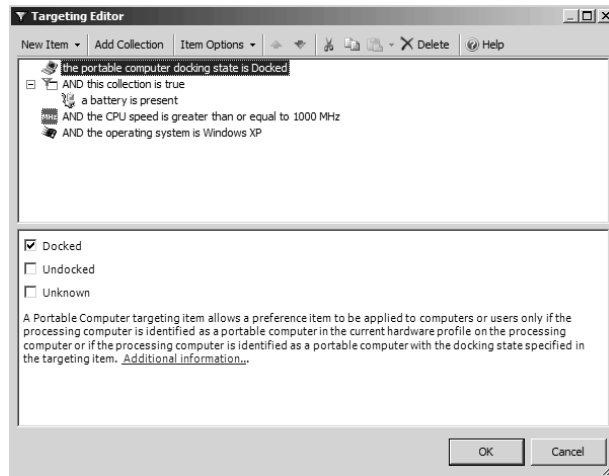 Targeting Editor
New Item Add Collection Item Options Delete Help
the portable computer docking state is Docked
AND this collection is true
a battery is present
MHz AND the CPU speed is greater than or equal to 1000 MHz
AND the operating system is Windows XP
Docked
Undocked
Unknown
A Portable Computer targeting item allows a preference item to be applied to computers or users only if the
processing computer is identified as a portable computer in the current hardware profile on the processing
computer or if the processing computer is identified as a portable computer with the docking state specified in
the targeting item. Additional information...
OK Cancel